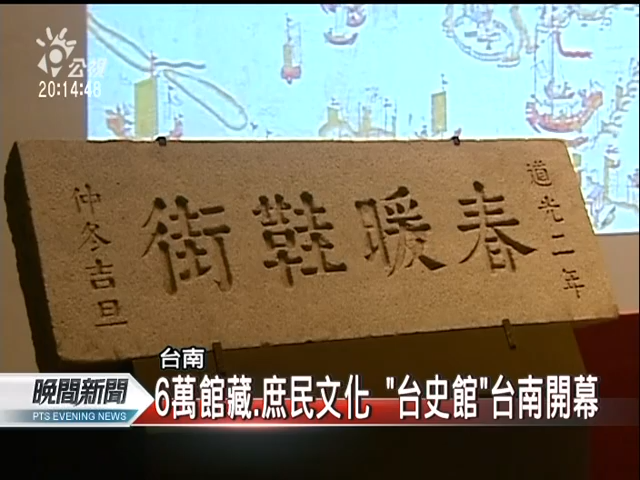 公視
20:14:46
道光二年
春暖鞋街
仲冬吉旦
台南
晚間新聞
PTS EVENING NEWS
6萬館藏.庶民文化 "台史館"台南開幕